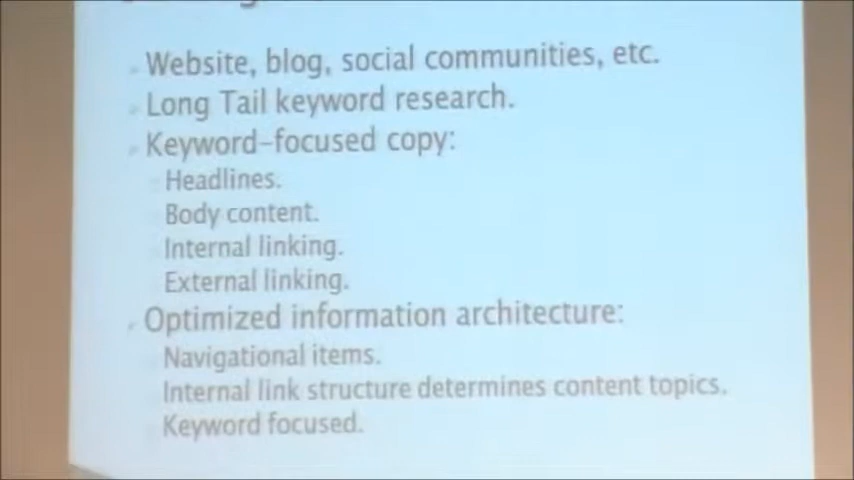 Website, blog, social communities, etc.
Long Tail keyword research.
Keyword-focused copy:
Headlines.
Body content.
Internal linking.
External linking.
Optimized information architecture:
Navigational items.
Internal link structure determines content topics.
Keyword focused.